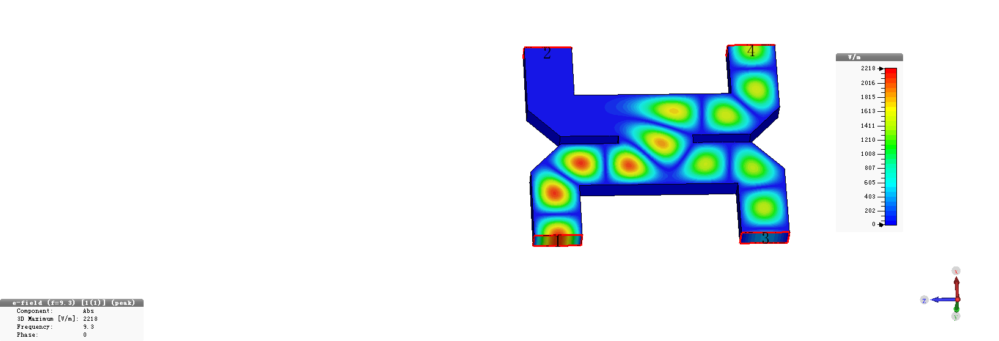 2
4
V/m
2218
2016
1815
1613
1411
1210
1008
807
605
403
202
0
1
3
x
z
y
e-field (f=9.3) [1(1)] (peak)
Component: Abs
3D Maximum [V/m]: 2218
Frequency: 9.3
Phase: 0